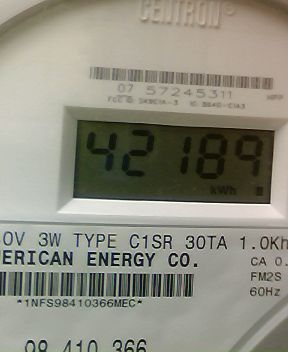 CENTRON®
07 57245311
42189
kWh
0V 3W TYPE C1SR 30TA 1.0Kh
ERICAN ENERGY CO.
CA 0.
FM2S
60Hz
*1NFS98410366MEC*
98 410 366